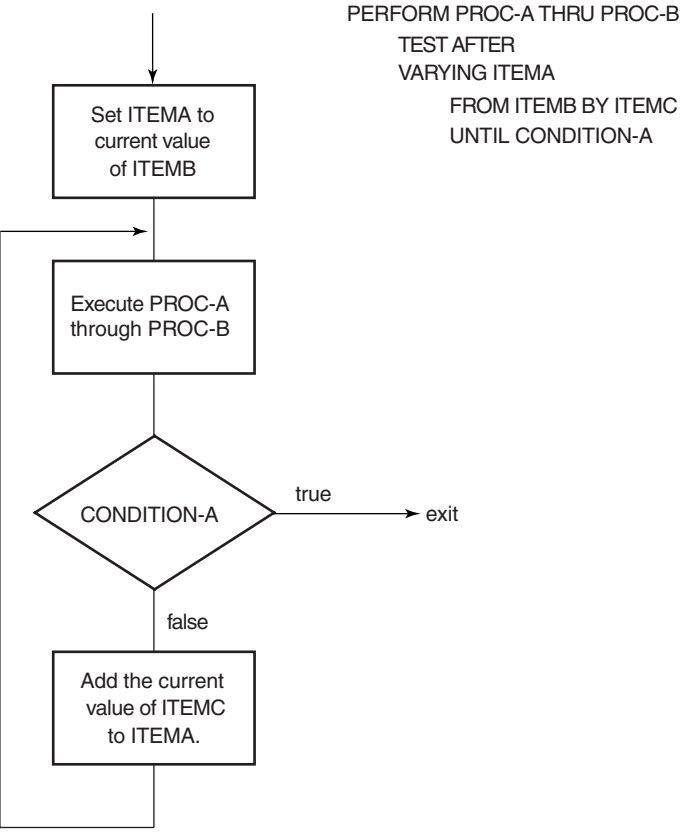 PERFORM PROC-A THRU PROC-B
TEST AFTER
VARYING ITEMA
FROM ITEMB BY ITEMC
UNTIL CONDITION-A
Set ITEMA to
current value
of ITEMB
Execute PROC-A
through PROC-B
CONDITION-A
true
exit
false
Add the current
value of ITEMC
to ITEMA.